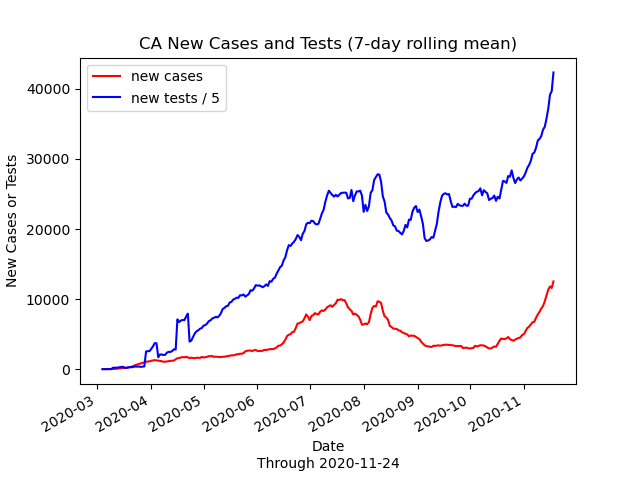 CA New Cases and Tests (7-day rolling mean)
new cases
new tests / 5
New Cases or Tests
40000
30000
20000
10000
0
2020-03
2020-04
2020-05
2020-06
2020-07
2020-08
2020-09
2020-10
2020-11
Date
Through 2020-11-24